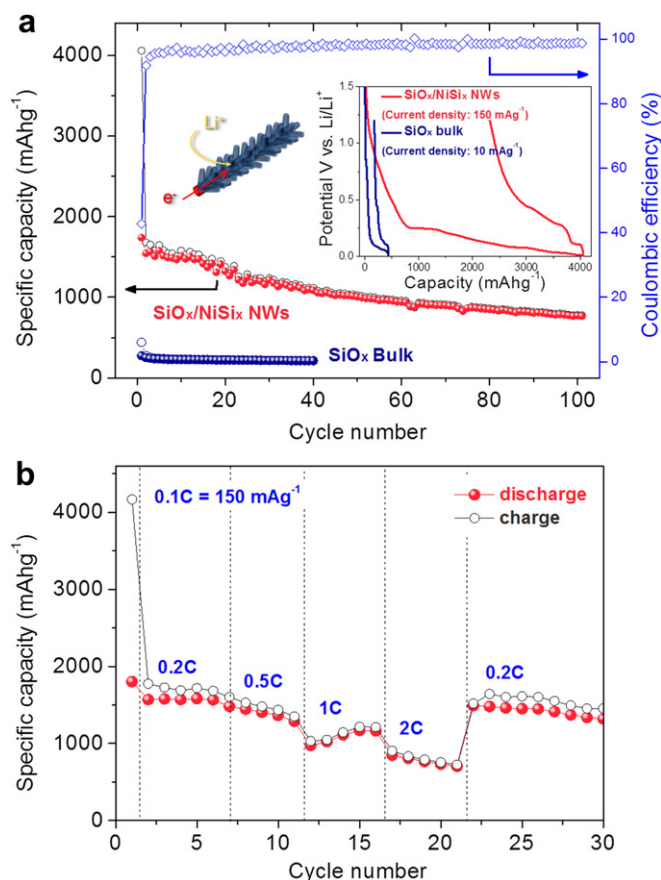 a
4000
3000
2000
1000
0
Specific capacity (mAhg⁻¹)
0 20 40 60 80 100
Cycle number
100
80
60
40
20
0
Coulombic efficiency (%)
Li⁺
e⁻
SiOₓ/NiSiₓ NWs
SiOₓ Bulk
1.5
1.0
0.5
0.0
Potential V vs. Li/Li⁺
0 1000 2000 3000 4000
Capacity (mAhg⁻¹)
SiOₓ/NiSiₓ NWs
(Current density: 150 mAg⁻¹)
SiOₓ bulk
(Current density: 10 mAg⁻¹)
b
4000
3000
2000
1000
0
Specific capacity (mAhg⁻¹)
0.1C = 150 mAg⁻¹
discharge
charge
0.2C
0.5C
1C
2C
0.2C
0 5 10 15 20 25 30
Cycle number